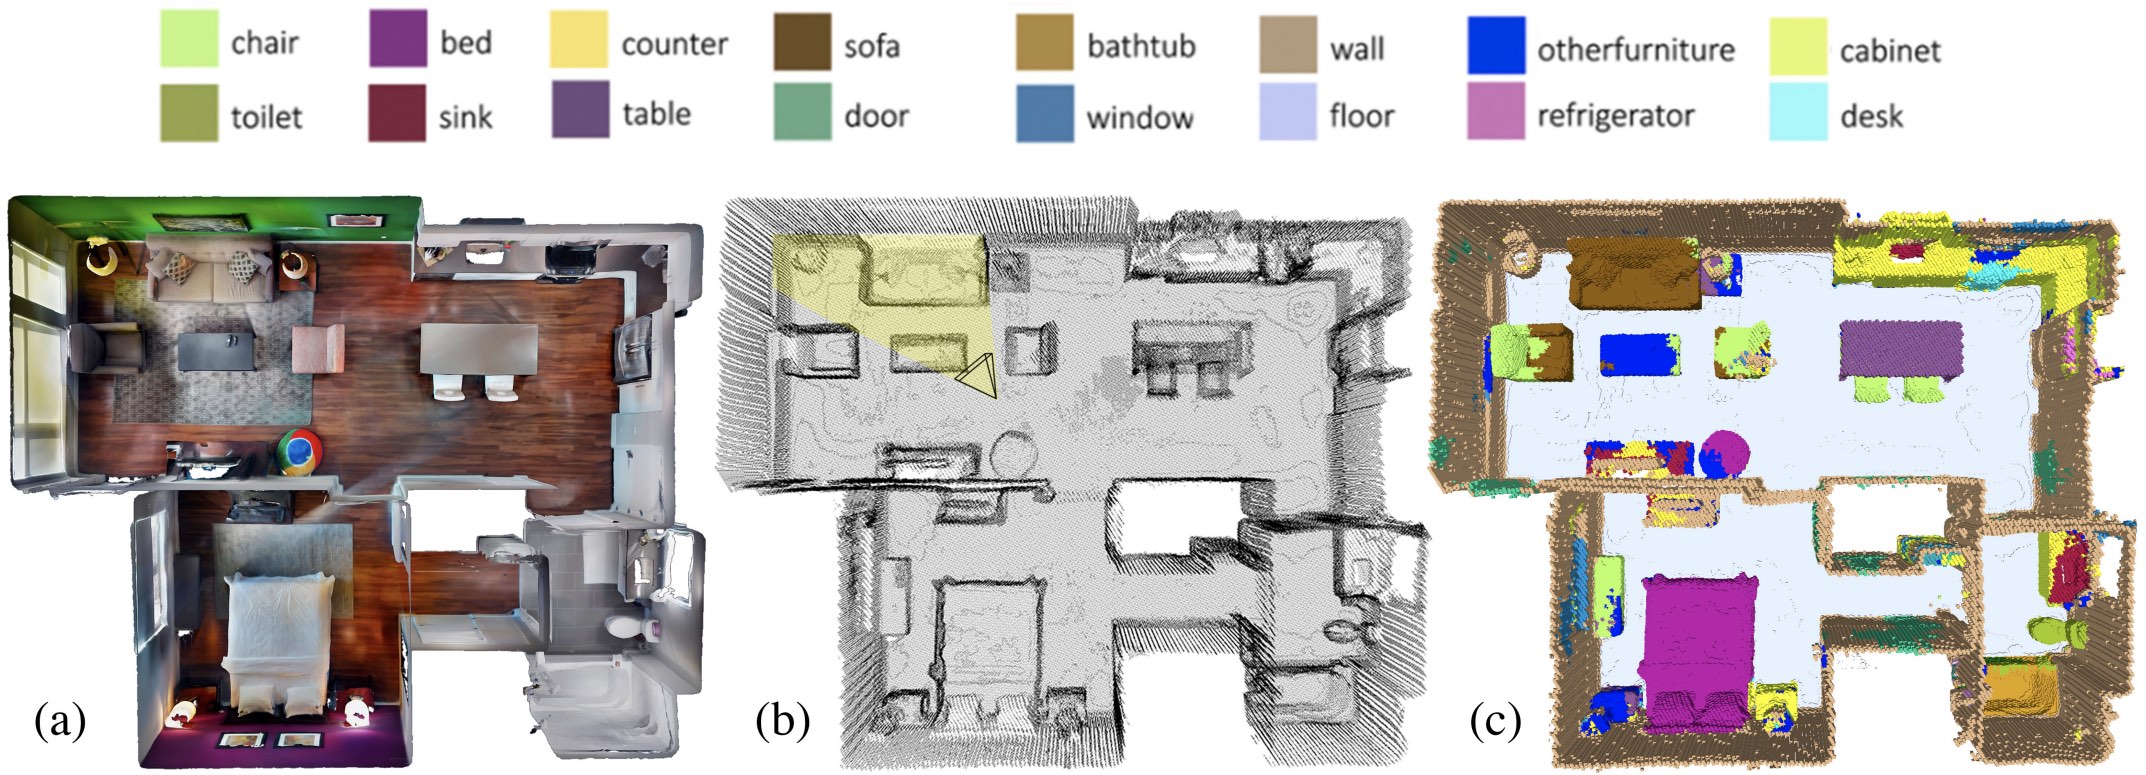 chair bed counter sofa bathtub wall otherfurniture cabinet
toilet sink table door window floor refrigerator desk
(a) (b) (c)